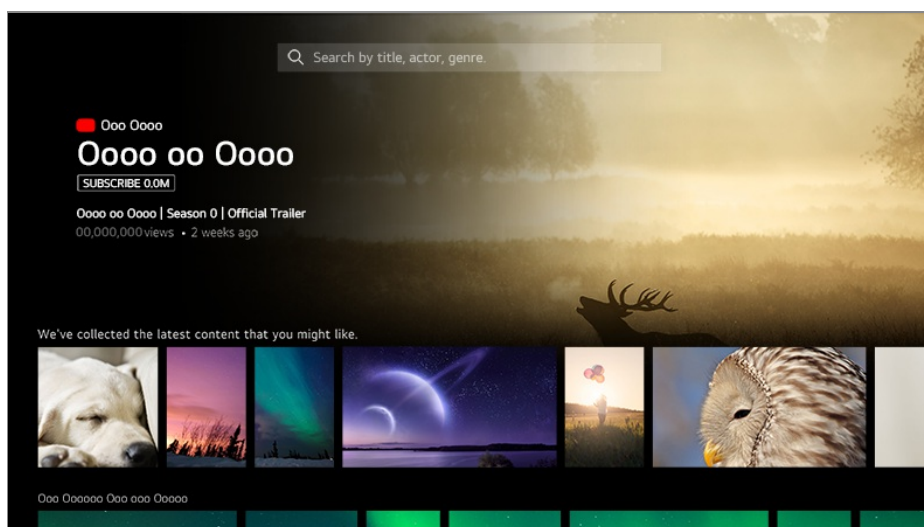 Search by title, actor, genre.
Ooo Oooo
Oooo oo Oooo
SUBSCRIBE 0.0M
Oooo oo Oooo | Season 0 | Official Trailer
00,000,000 views • 2 weeks ago
We've collected the latest content that you might like.
Ooo Oooooo Ooo ooo Ooooo